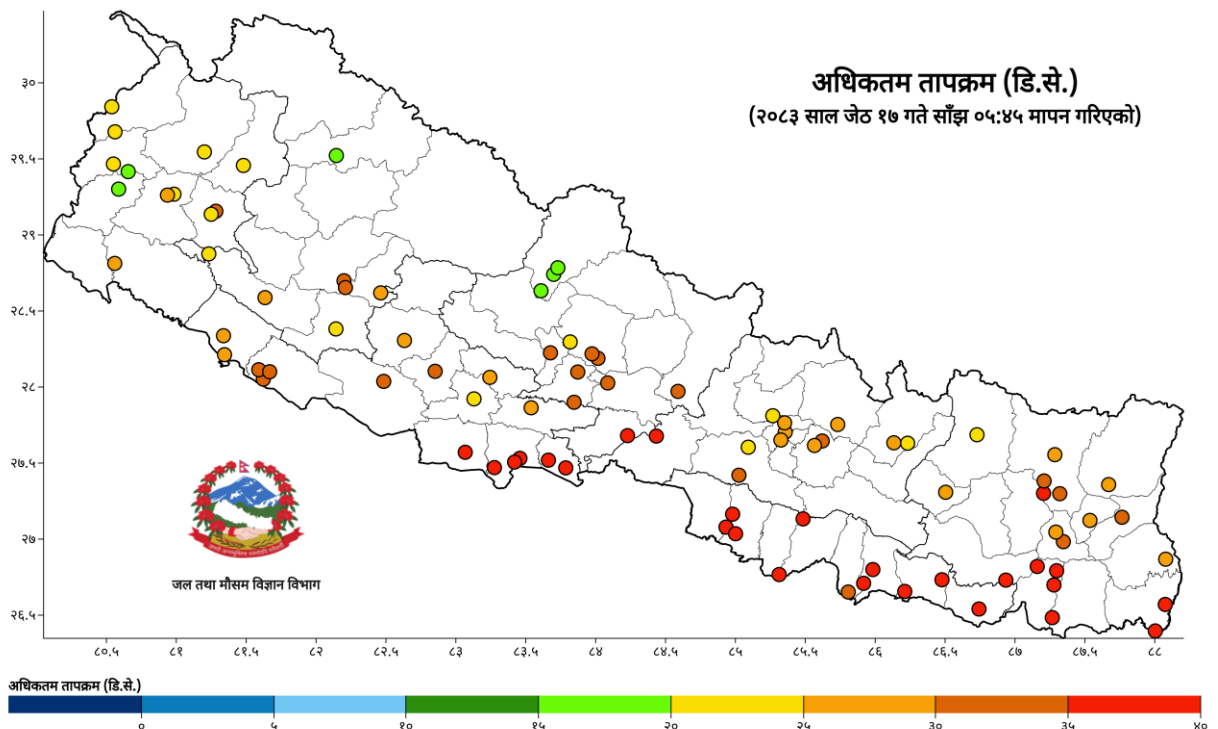 अधिकतम तापक्रम (डि.से.)
(२०८३ साल जेठ १७ गते साँझ ०५:४५ मापन गरिएको)
३०
२९.५
२९
२८.५
२८
२७.५
२७
२६.५
जल तथा मौसम विज्ञान विभाग
८०.५ ८१ ८१.५ ८२ ८२.५ ८३ ८३.५ ८४ ८४.५ ८५ ८५.५ ८६ ८६.५ ८७ ८७.५ ८८
अधिकतम तापक्रम (डि.से.)
० ५ १० १५ २० २५ ३० ३५ ४०